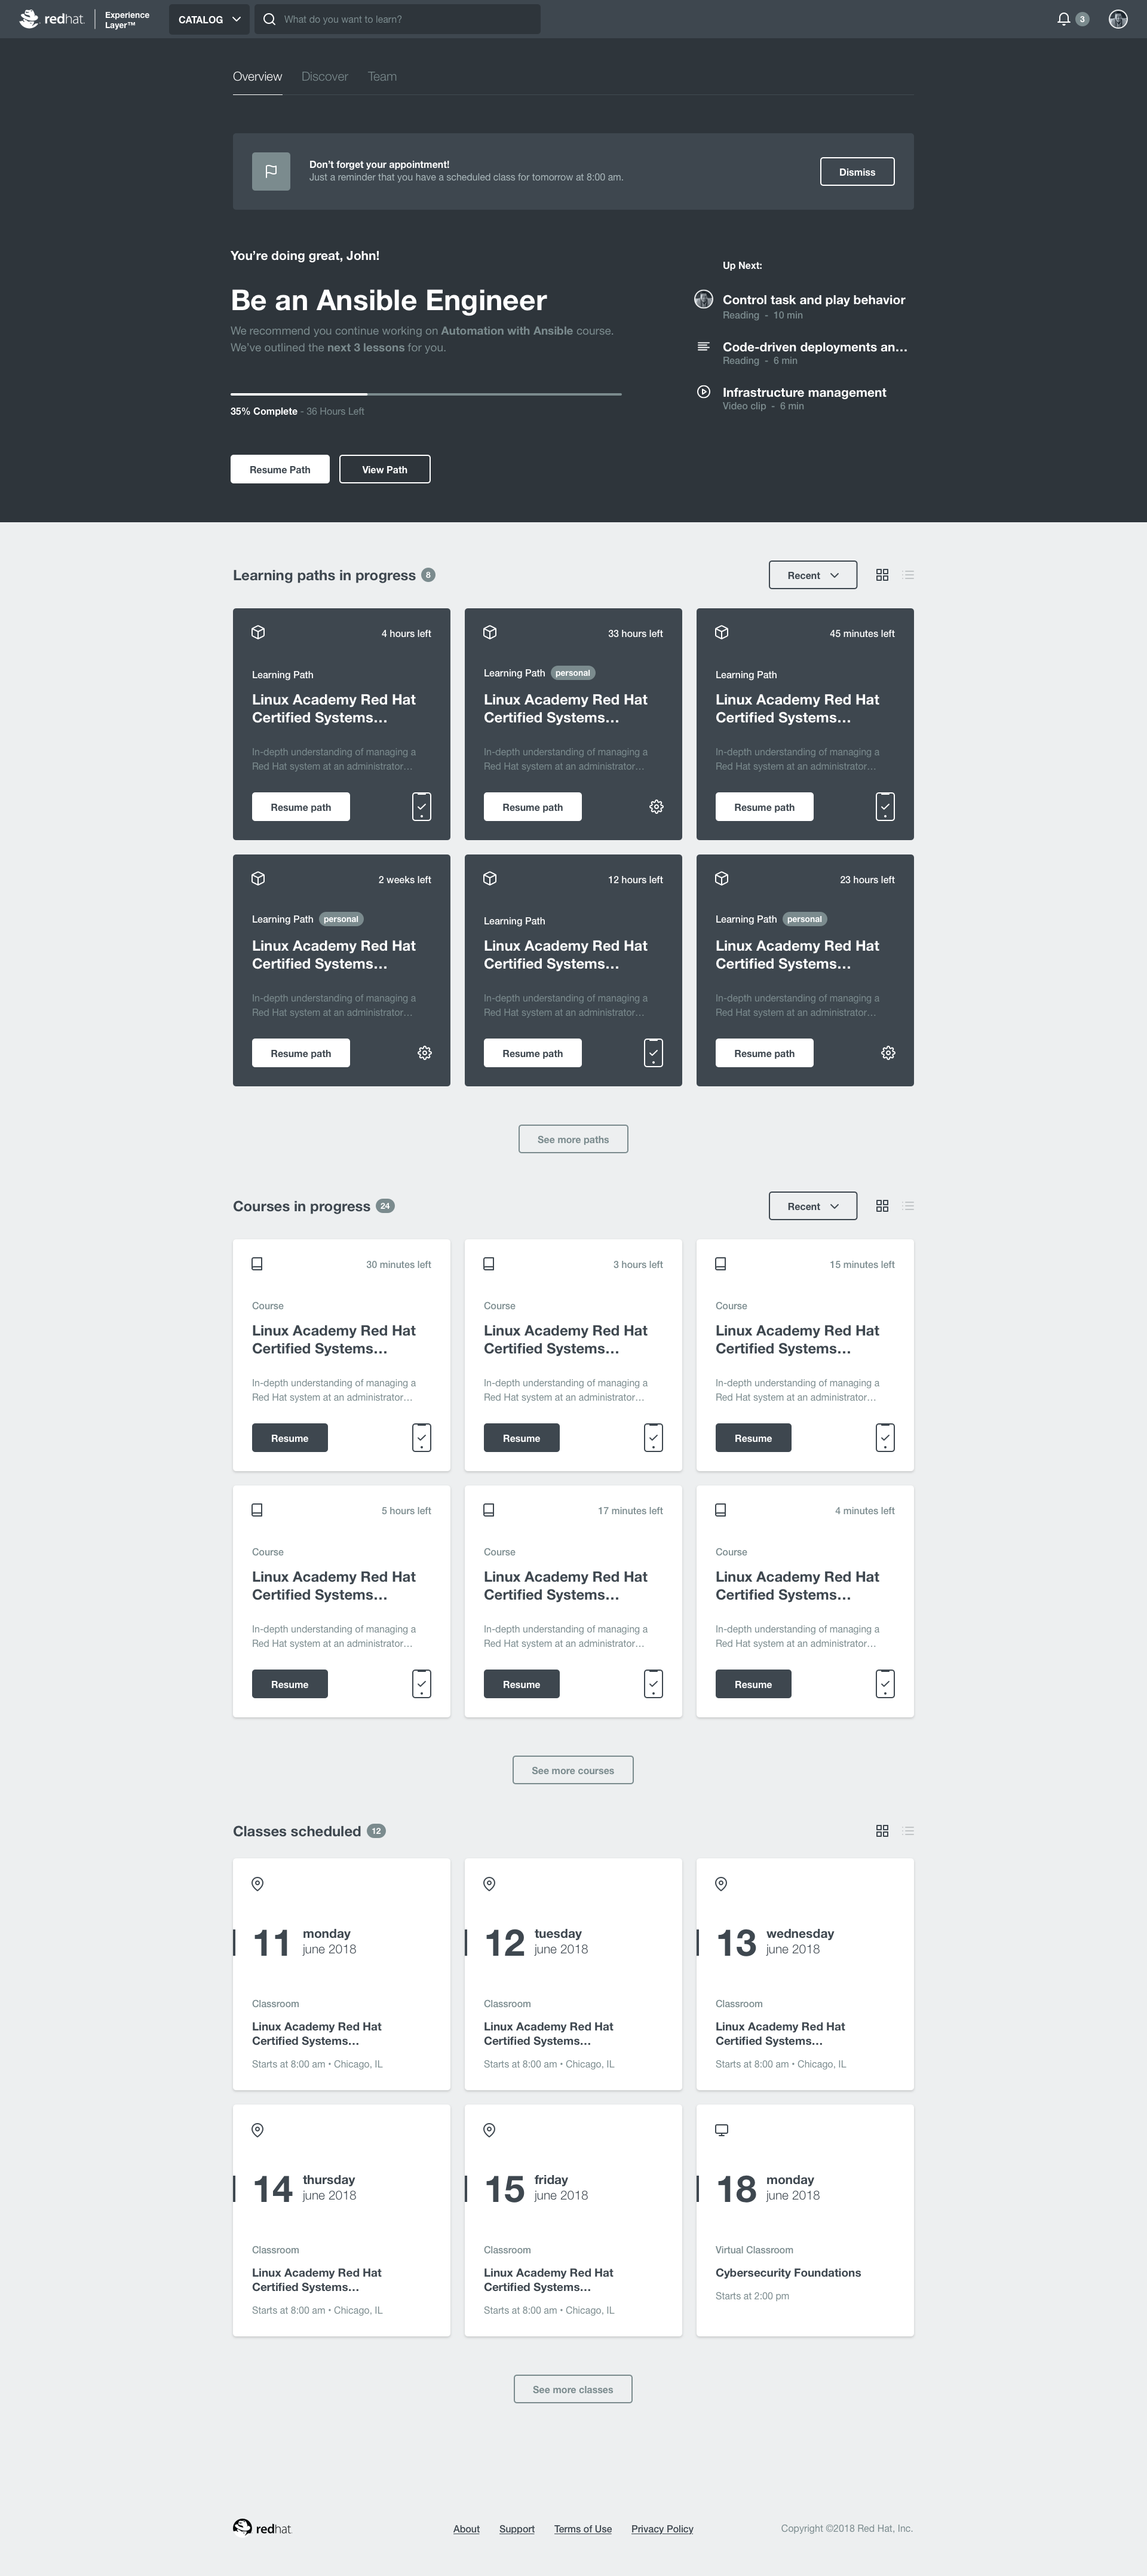 redhat.
Experience
Layer™
CATALOG
What do you want to learn?
3
Overview
Discover
Team
Don't forget your appointment!
Just a reminder that you have a scheduled class for tomorrow at 8:00 am.
Dismiss
You're doing great, John!
Be an Ansible Engineer
We recommend you continue working on Automation with Ansible course.
We've outlined the next 3 lessons for you.
35% Complete - 36 Hours Left
Resume Path
View Path
Up Next:
Control task and play behavior
Reading - 10 min
Code-driven deployments an...
Reading - 6 min
Infrastructure management
Video clip - 6 min
Learning paths in progress 8
Recent
4 hours left
Learning Path
Linux Academy Red Hat
Certified Systems...
In-depth understanding of managing a
Red Hat system at an administrator...
Resume path
33 hours left
Learning Path personal
Linux Academy Red Hat
Certified Systems...
In-depth understanding of managing a
Red Hat system at an administrator...
Resume path
45 minutes left
Learning Path
Linux Academy Red Hat
Certified Systems...
In-depth understanding of managing a
Red Hat system at an administrator...
Resume path
2 weeks left
Learning Path personal
Linux Academy Red Hat
Certified Systems...
In-depth understanding of managing a
Red Hat system at an administrator...
Resume path
12 hours left
Learning Path
Linux Academy Red Hat
Certified Systems...
In-depth understanding of managing a
Red Hat system at an administrator...
Resume path
23 hours left
Learning Path personal
Linux Academy Red Hat
Certified Systems...
In-depth understanding of managing a
Red Hat system at an administrator...
Resume path
See more paths
Courses in progress 24
Recent
30 minutes left
Course
Linux Academy Red Hat
Certified Systems...
In-depth understanding of managing a
Red Hat system at an administrator...
Resume
3 hours left
Course
Linux Academy Red Hat
Certified Systems...
In-depth understanding of managing a
Red Hat system at an administrator...
Resume
15 minutes left
Course
Linux Academy Red Hat
Certified Systems...
In-depth understanding of managing a
Red Hat system at an administrator...
Resume
5 hours left
Course
Linux Academy Red Hat
Certified Systems...
In-depth understanding of managing a
Red Hat system at an administrator...
Resume
17 minutes left
Course
Linux Academy Red Hat
Certified Systems...
In-depth understanding of managing a
Red Hat system at an administrator...
Resume
4 minutes left
Course
Linux Academy Red Hat
Certified Systems...
In-depth understanding of managing a
Red Hat system at an administrator...
Resume
See more courses
Classes scheduled 12
11
monday
june 2018
Classroom
Linux Academy Red Hat
Certified Systems...
Starts at 8:00 am • Chicago, IL
12
tuesday
june 2018
Classroom
Linux Academy Red Hat
Certified Systems...
Starts at 8:00 am • Chicago, IL
13
wednesday
june 2018
Classroom
Linux Academy Red Hat
Certified Systems...
Starts at 8:00 am • Chicago, IL
14
thursday
june 2018
Classroom
Linux Academy Red Hat
Certified Systems...
Starts at 8:00 am • Chicago, IL
15
friday
june 2018
Classroom
Linux Academy Red Hat
Certified Systems...
Starts at 8:00 am • Chicago, IL
18
monday
june 2018
Virtual Classroom
Cybersecurity Foundations
Starts at 2:00 pm
See more classes
redhat.
About
Support
Terms of Use
Privacy Policy
Copyright ©2018 Red Hat, Inc.